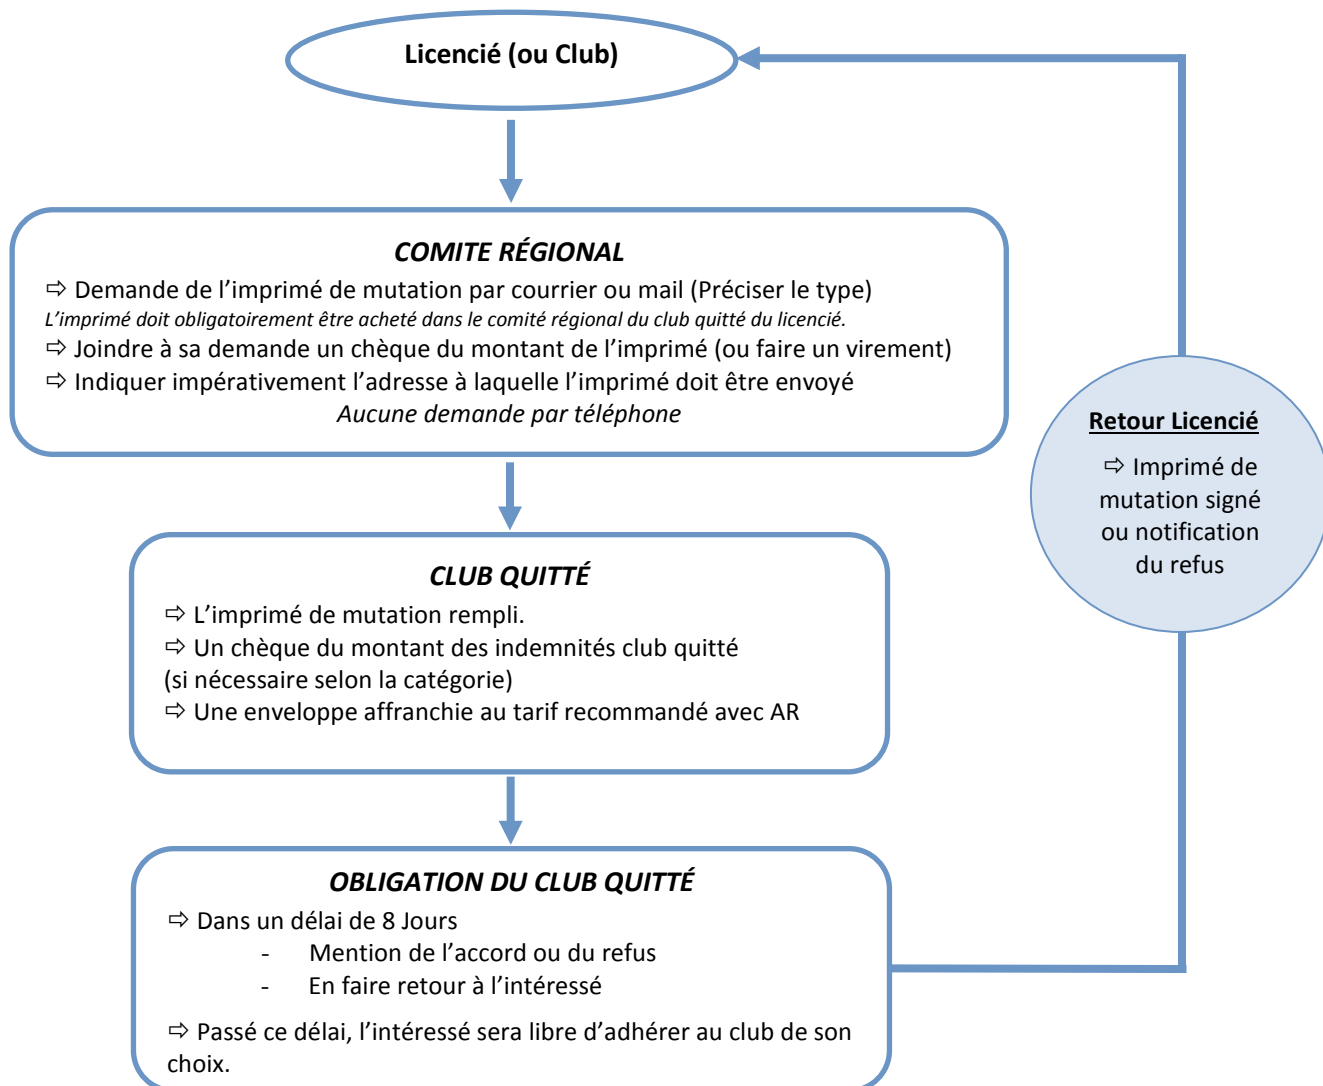 Licencié (ou Club)
COMITE RÉGIONAL
⇨ Demande de l’imprimé de mutation par courrier ou mail (Préciser le type)
L’imprimé doit obligatoirement être acheté dans le comité régional du club quitté du licencié.
⇨ Joindre à sa demande un chèque du montant de l’imprimé (ou faire un virement)
⇨ Indiquer impérativement l’adresse à laquelle l’imprimé doit être envoyé
Aucune demande par téléphone
Retour Licencié
⇨ Imprimé de
mutation signé
ou notification
du refus
CLUB QUITTÉ
⇨ L’imprimé de mutation rempli.
⇨ Un chèque du montant des indemnités club quitté
(si nécessaire selon la catégorie)
⇨ Une enveloppe affranchie au tarif recommandé avec AR
OBLIGATION DU CLUB QUITTÉ
⇨ Dans un délai de 8 Jours
- Mention de l’accord ou du refus
- En faire retour à l’intéressé
⇨ Passé ce délai, l’intéressé sera libre d’adhérer au club de son
choix.